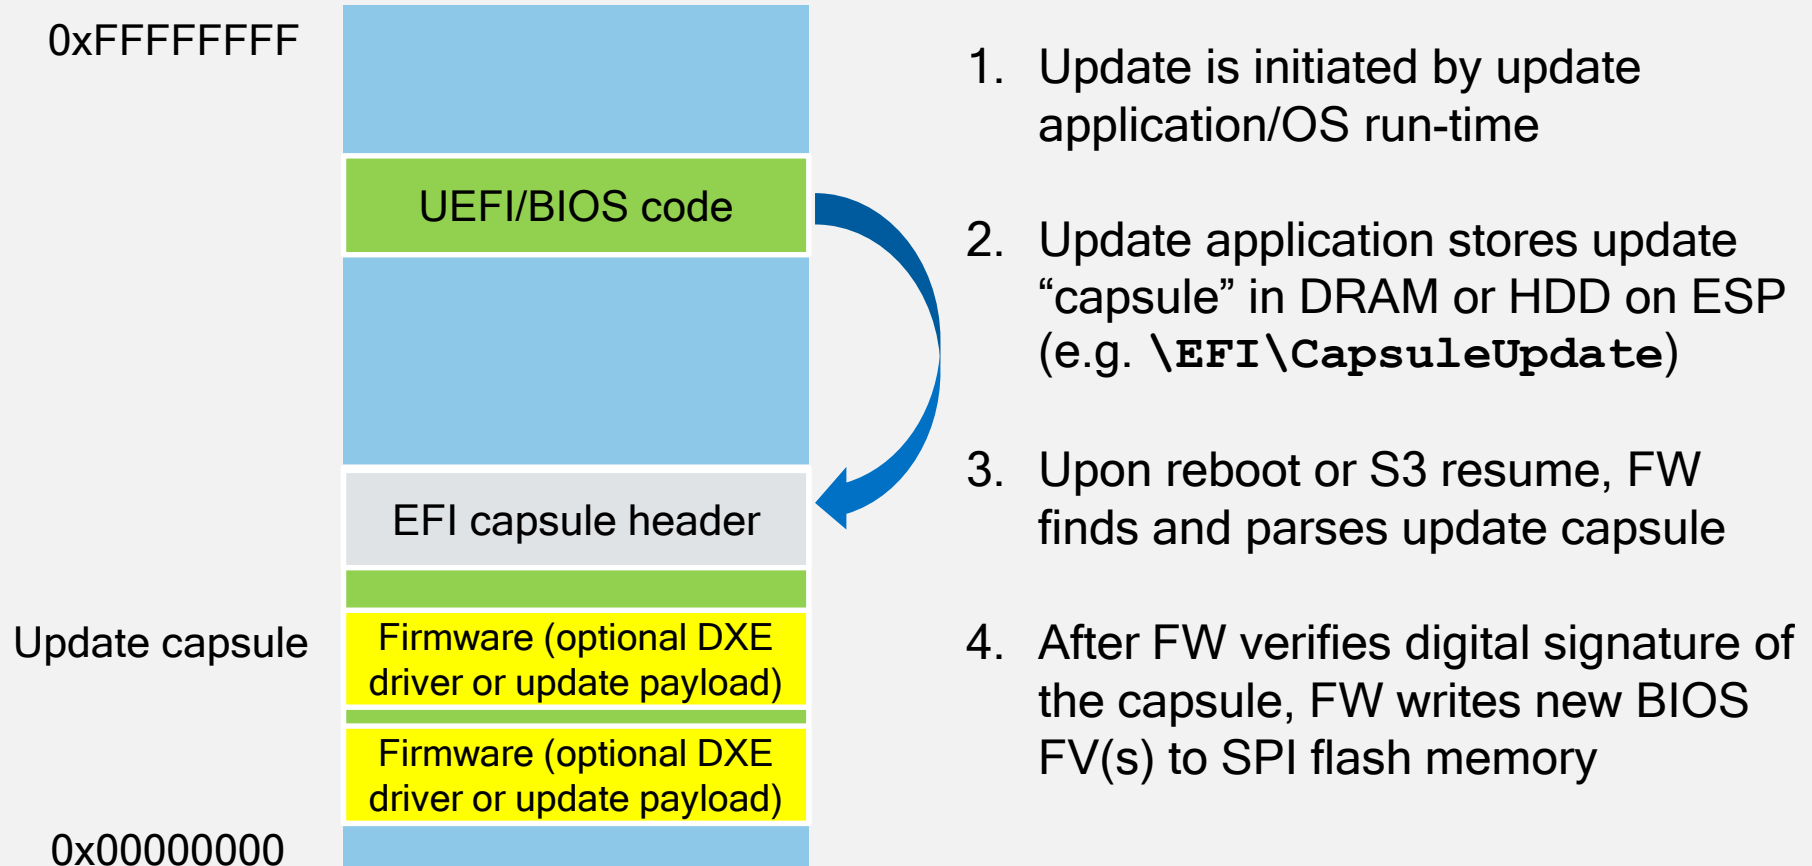 0xFFFFFFFF
UEFI/BIOS code
EFI capsule header
Update capsule
Firmware (optional DXE
driver or update payload)
Firmware (optional DXE
driver or update payload)
0x00000000
1. Update is initiated by update
application/OS run-time
2. Update application stores update
“capsule” in DRAM or HDD on ESP
(e.g. \EFI\CapsuleUpdate)
3. Upon reboot or S3 resume, FW
finds and parses update capsule
4. After FW verifies digital signature of
the capsule, FW writes new BIOS
FV(s) to SPI flash memory